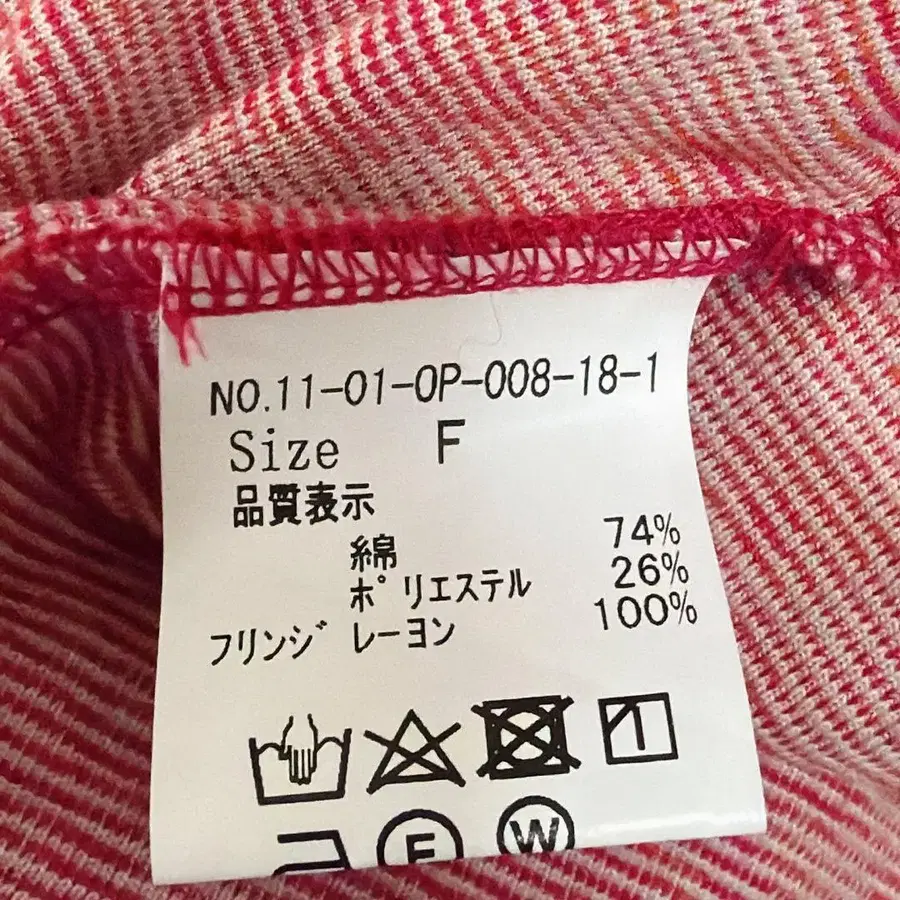 NO.11-01-OP-008-18-1
Size F
品質表示
綿 74%
ポリエステル 26%
フリンジ レーヨン 100%
F W